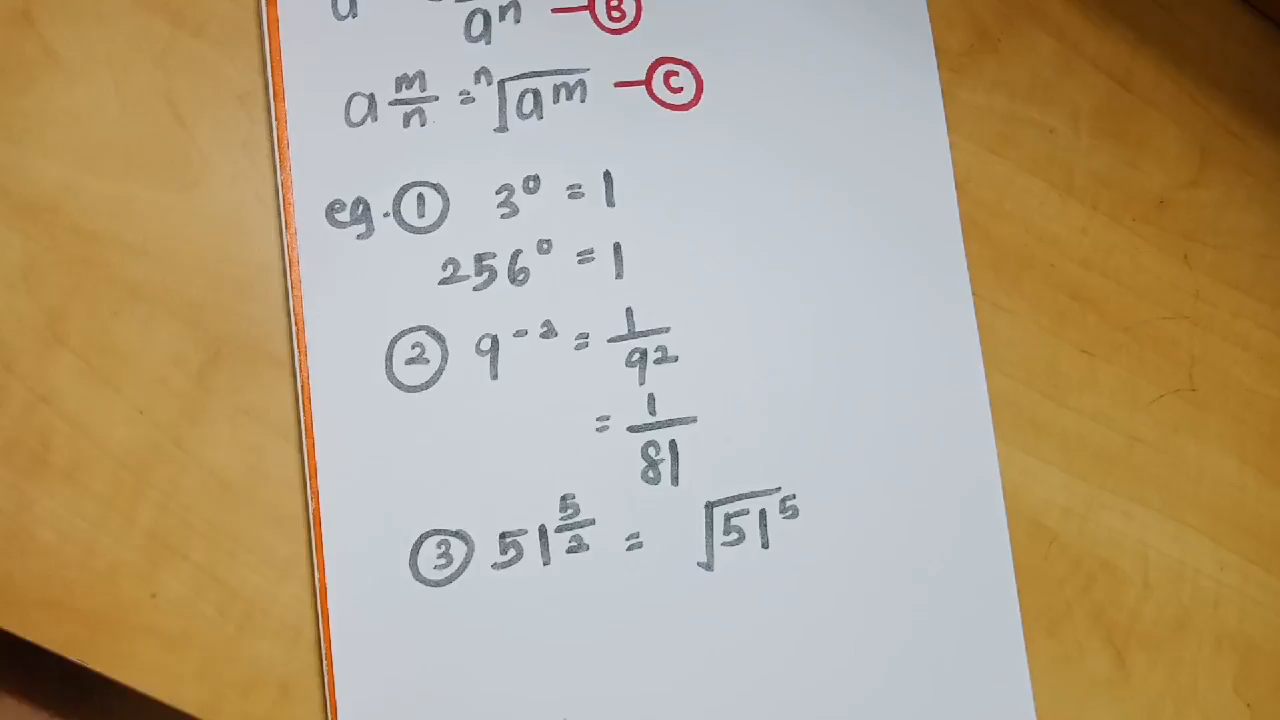 a aⁿ — B
a^(m/n) = ⁿ√(aᵐ) — C
eg. ① 3⁰ = 1
256⁰ = 1
② 9⁻² = 1/9²
= 1/81
③ 51^(5/2) = √51⁵